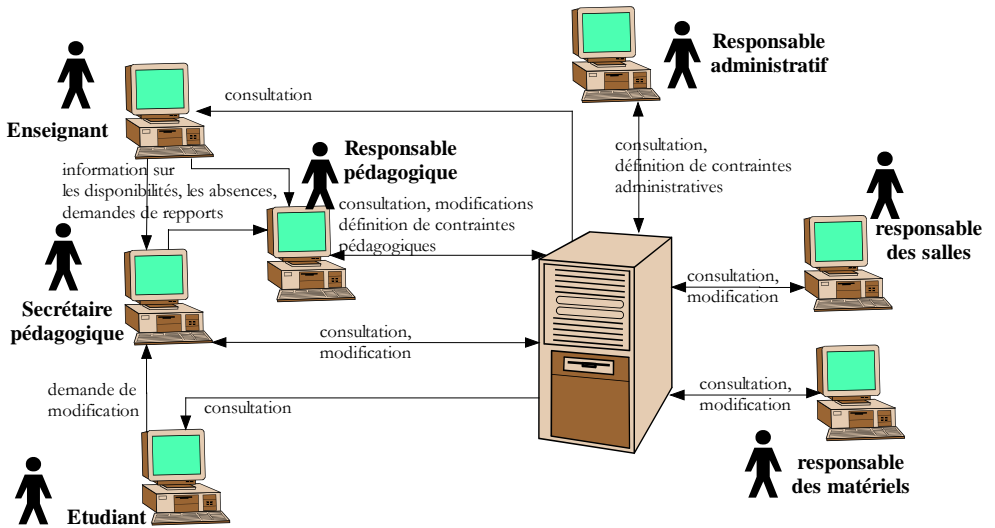 Responsable
administratif
consultation
Enseignant
Responsable
pédagogique
consultation,
définition de contraintes
administratives
information sur
les disponibilités, les absences,
demandes de repports
consultation, modifications
définition de contraintes
pédagogiques
responsable
des salles
consultation,
modification
Secrétaire
pédagogique
consultation,
modification
demande de
modification
consultation
consultation,
modification
responsable
des matériels
Etudiant